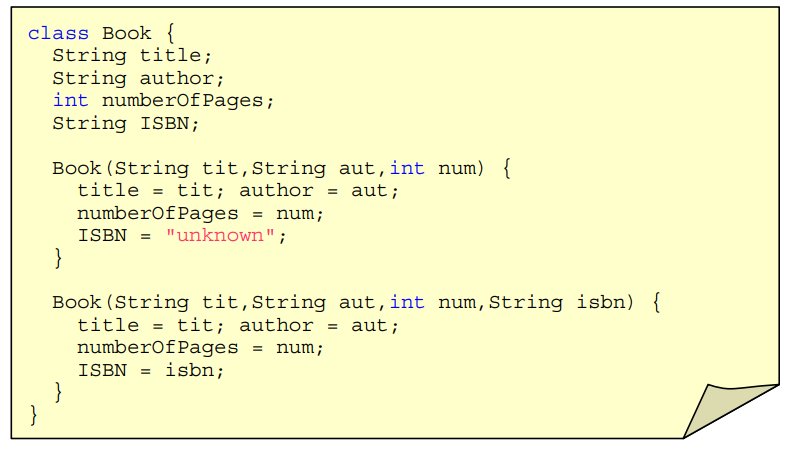 class Book {
  String title;
  String author;
  int numberOfPages;
  String ISBN;

  Book(String tit,String aut,int num) {
    title = tit; author = aut;
    numberOfPages = num;
    ISBN = "unknown";
  }

  Book(String tit,String aut,int num,String isbn) {
    title = tit; author = aut;
    numberOfPages = num;
    ISBN = isbn;
  }
}